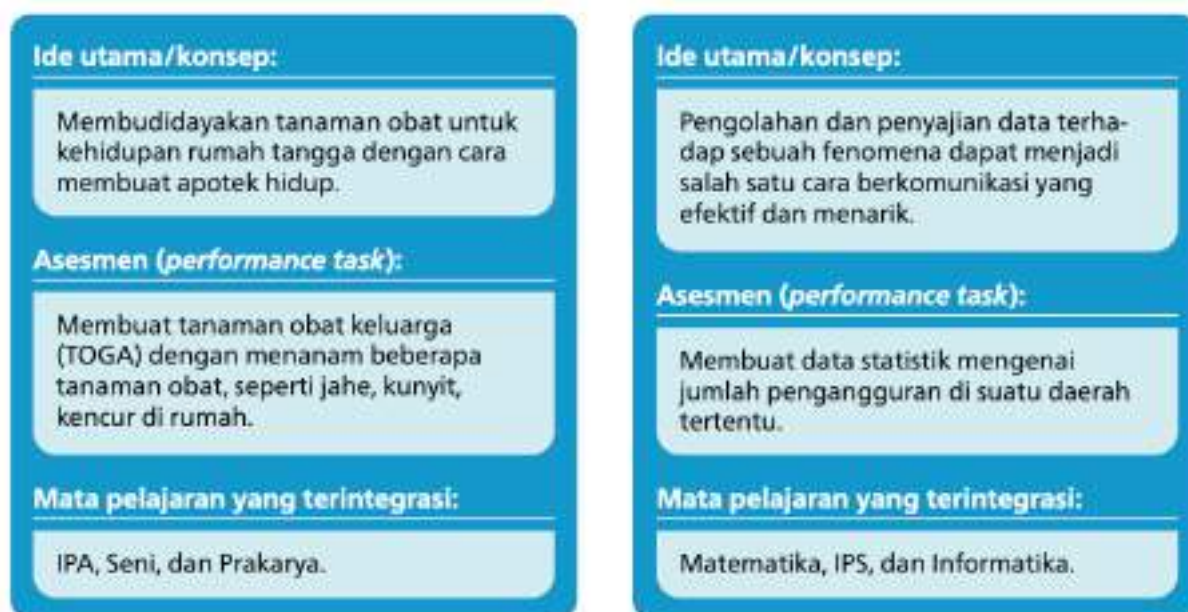 Ide utama/konsep:
Membudidayakan tanaman obat untuk
kehidupan rumah tangga dengan cara
membuat apotek hidup.
Asesmen (performance task):
Membuat tanaman obat keluarga
(TOGA) dengan menanam beberapa
tanaman obat, seperti jahe, kunyit,
kencur di rumah.
Mata pelajaran yang terintegrasi:
IPA, Seni, dan Prakarya.
Ide utama/konsep:
Pengolahan dan penyajian data terha-
dap sebuah fenomena dapat menjadi
salah satu cara berkomunikasi yang
efektif dan menarik.
Asesmen (performance task):
Membuat data statistik mengenai
jumlah pengangguran di suatu daerah
tertentu.
Mata pelajaran yang terintegrasi:
Matematika, IPS, dan Informatika.